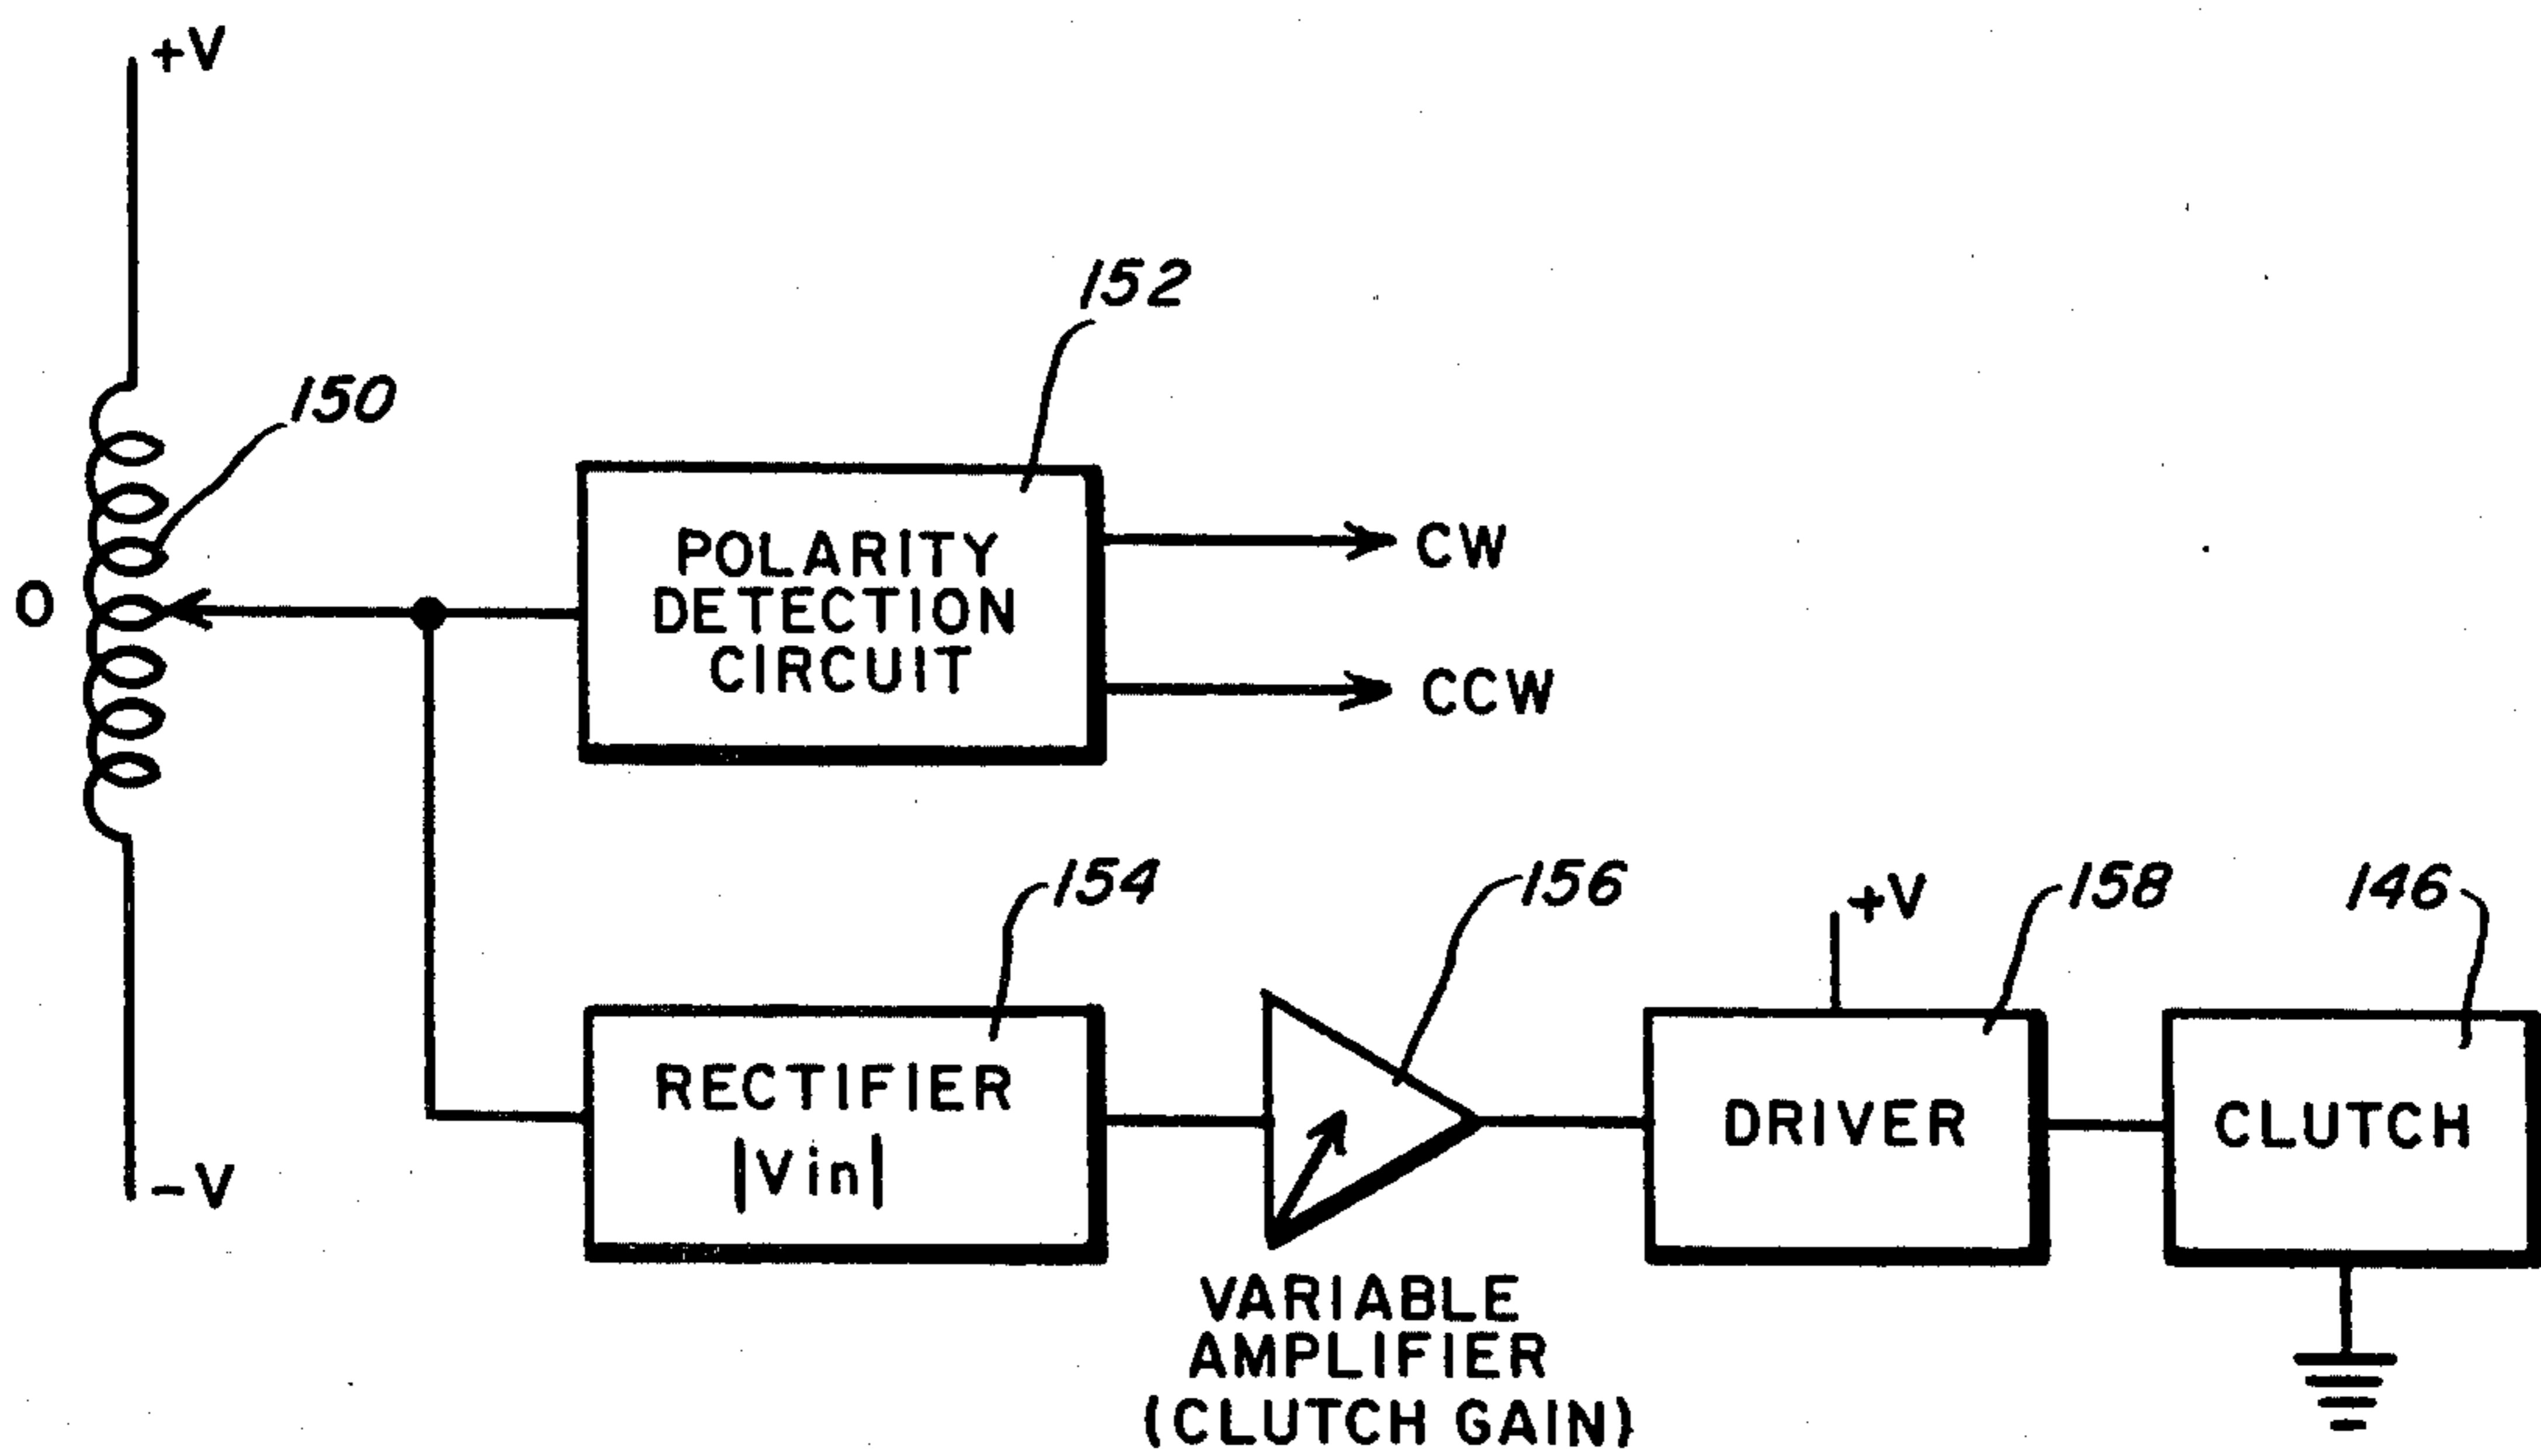 +V
152
150
POLARITY
DETECTION
CIRCUIT
CW
CCW
O
-V
154
156
+V
158
146
RECTIFIER
|Vin|
DRIVER
CLUTCH
VARIABLE
AMPLIFIER
(CLUTCH GAIN)